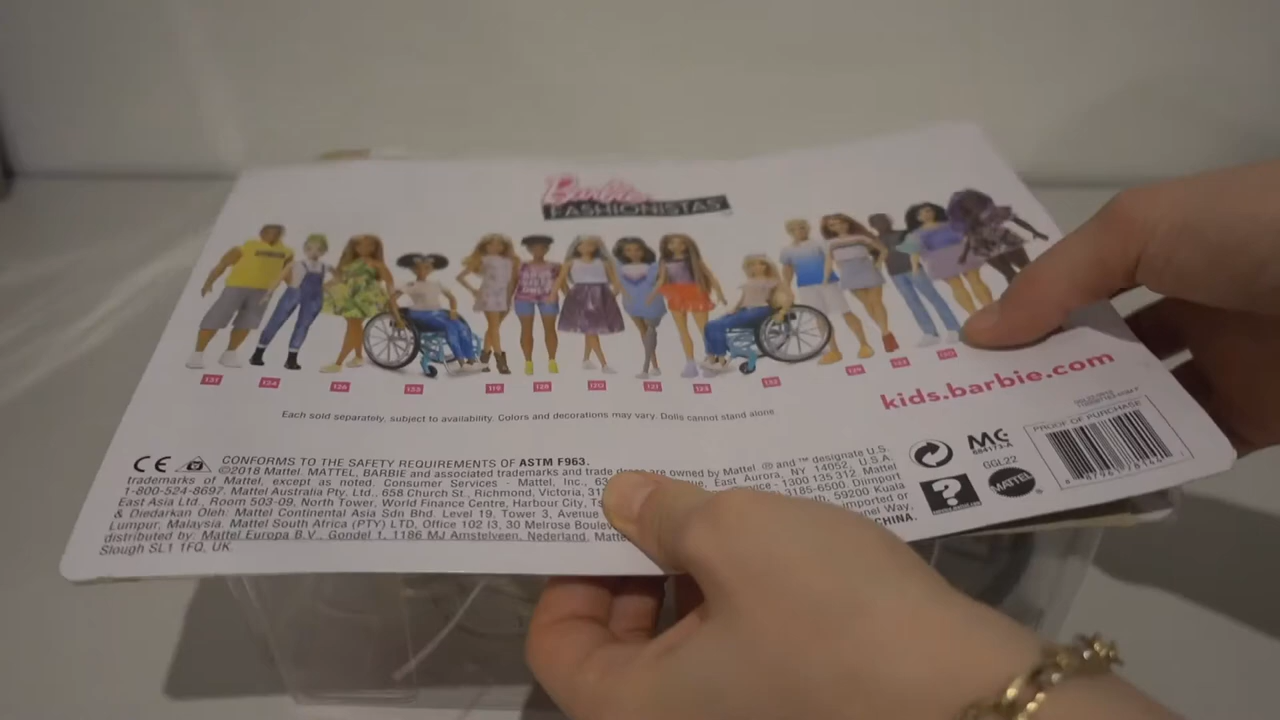 Barbie
FASHIONISTAS
131
134
126
133
119
128
120
121
123
132
129
kids.barbie.com
Each sold separately, subject to availability. Colors and decorations may vary. Dolls cannot stand alone.
PROOF OF PURCHASE
CE
CONFORMS TO THE SAFETY REQUIREMENTS OF ASTM F963.
©2018 Mattel. MATTEL, BARBIE and associated trademarks and trade are owned by Mattel ® and ™ designate U.S.
trademarks of Mattel, except as noted. Consumer Services - Mattel, Inc., East Aurora, NY 14052, U.S.A.
1-800-524-8697. Mattel Australia Pty. Ltd., 658 Church St., Richmond, Victoria, 1300 135 312 Mattel
East Asia Ltd. Room 503-09, North Tower, World Finance Centre, Harbour City, 3185-6500. Diimport
& Diedarkan Oleh: Mattel Continental Asia Sdn Bhd. Level 19, Tower 3, Avenue 59200 Kuala
Lumpur, Malaysia. Mattel South Africa (PTY) LTD, Office 102 I3, 30 Melrose Imported or
distributed by: Mattel Europa B.V., Gondel 1, 1186 MJ Amstelveen, Nederland. Way,
Slough SL1 1FQ, UK. CHINA.
MC
GGL22
MATTEL